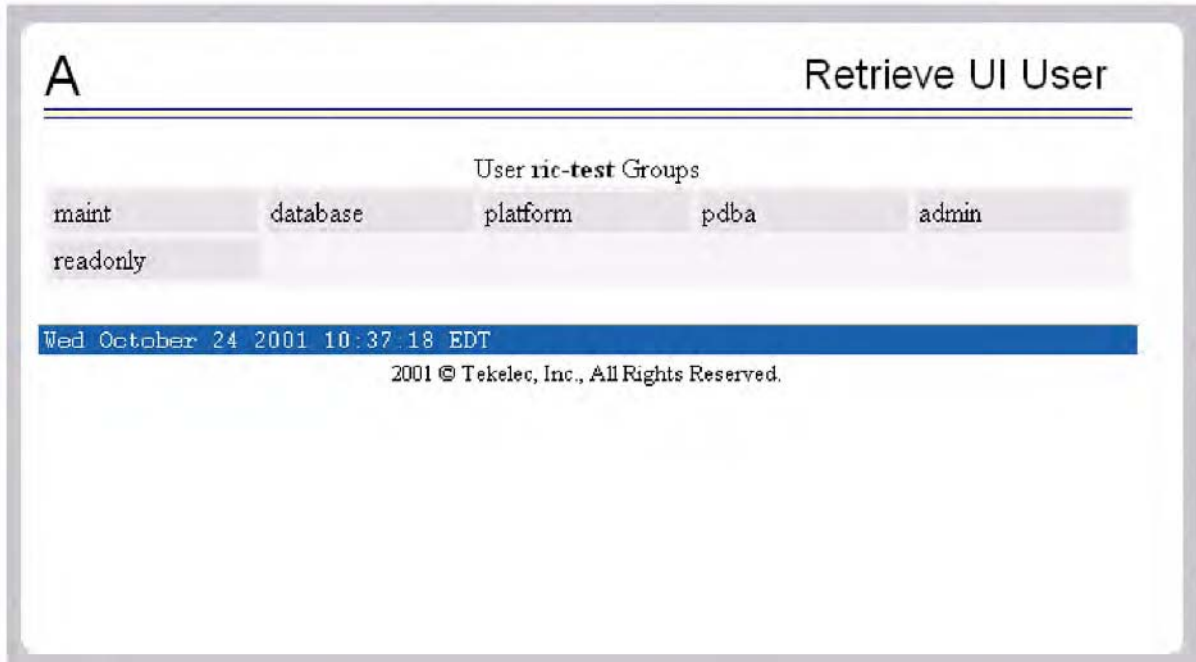 A
Retrieve UI User
User ric-test Groups
maint database platform pdba admin
readonly
Wed October 24 2001 10:37:18 EDT
2001 © Tekelec, Inc., All Rights Reserved.